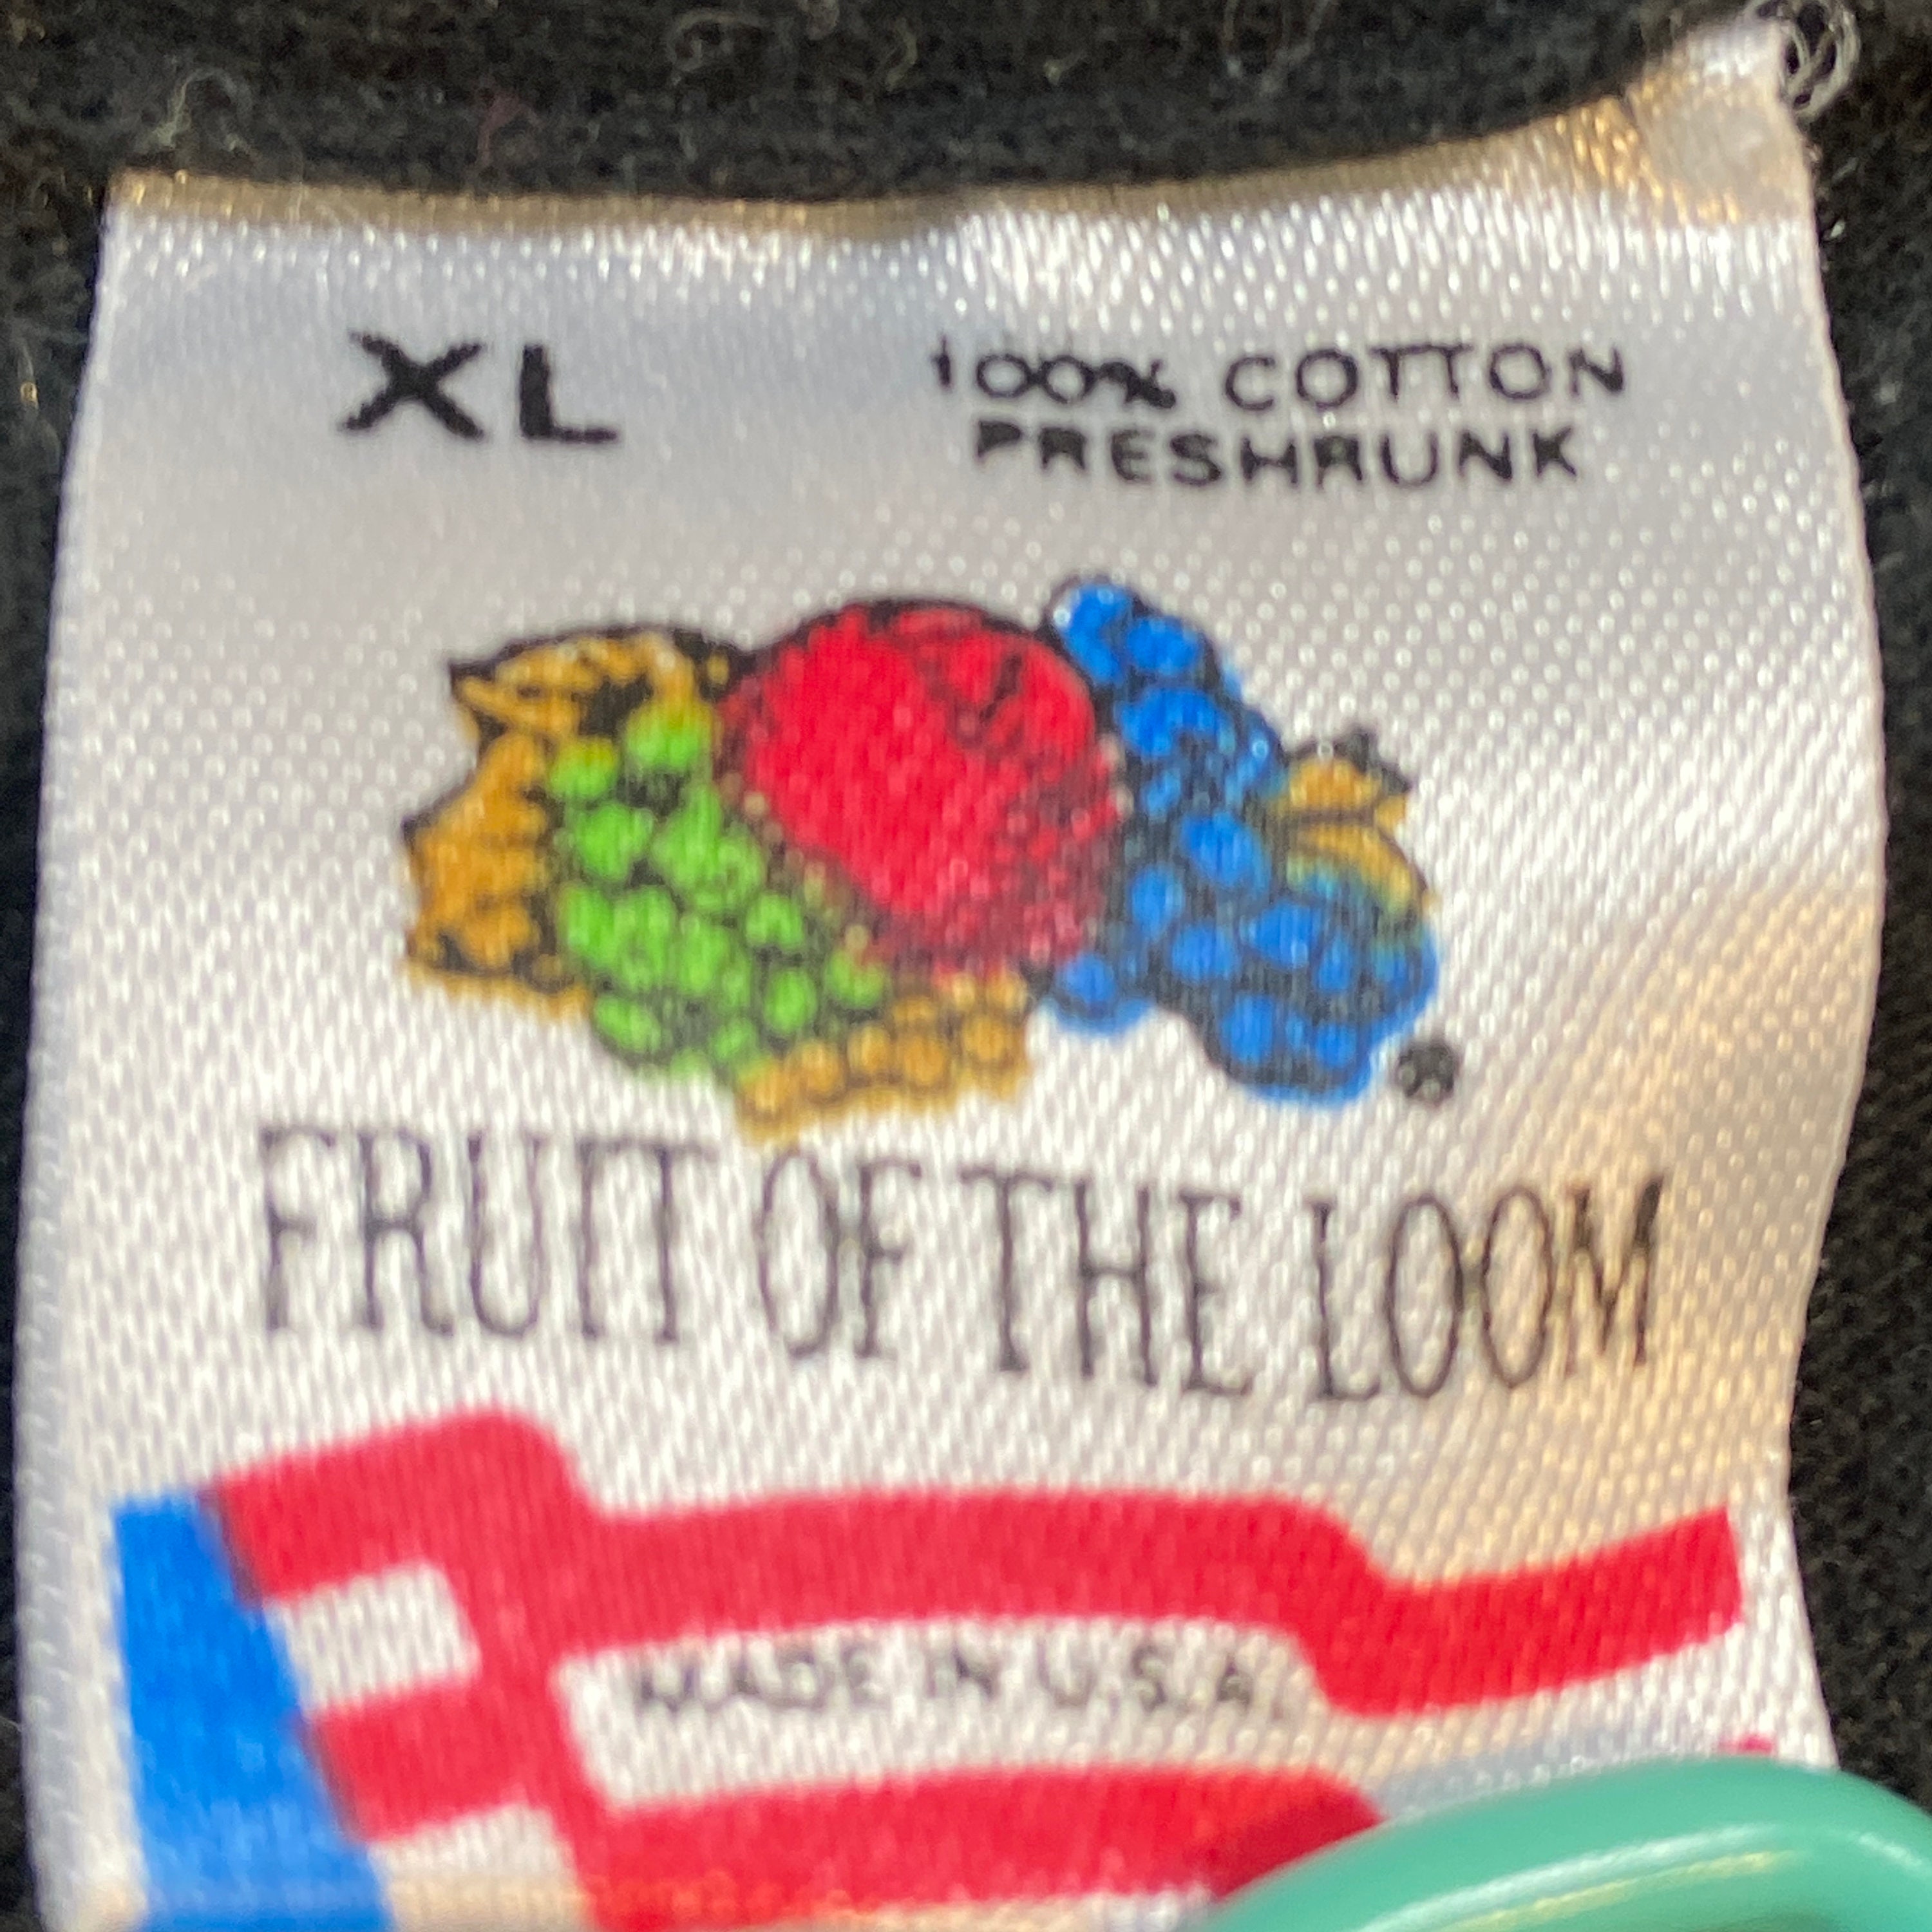 XL
100% COTTON
PRESHRUNK
®
FRUIT OF THE LOOM
MADE IN U.S.A.